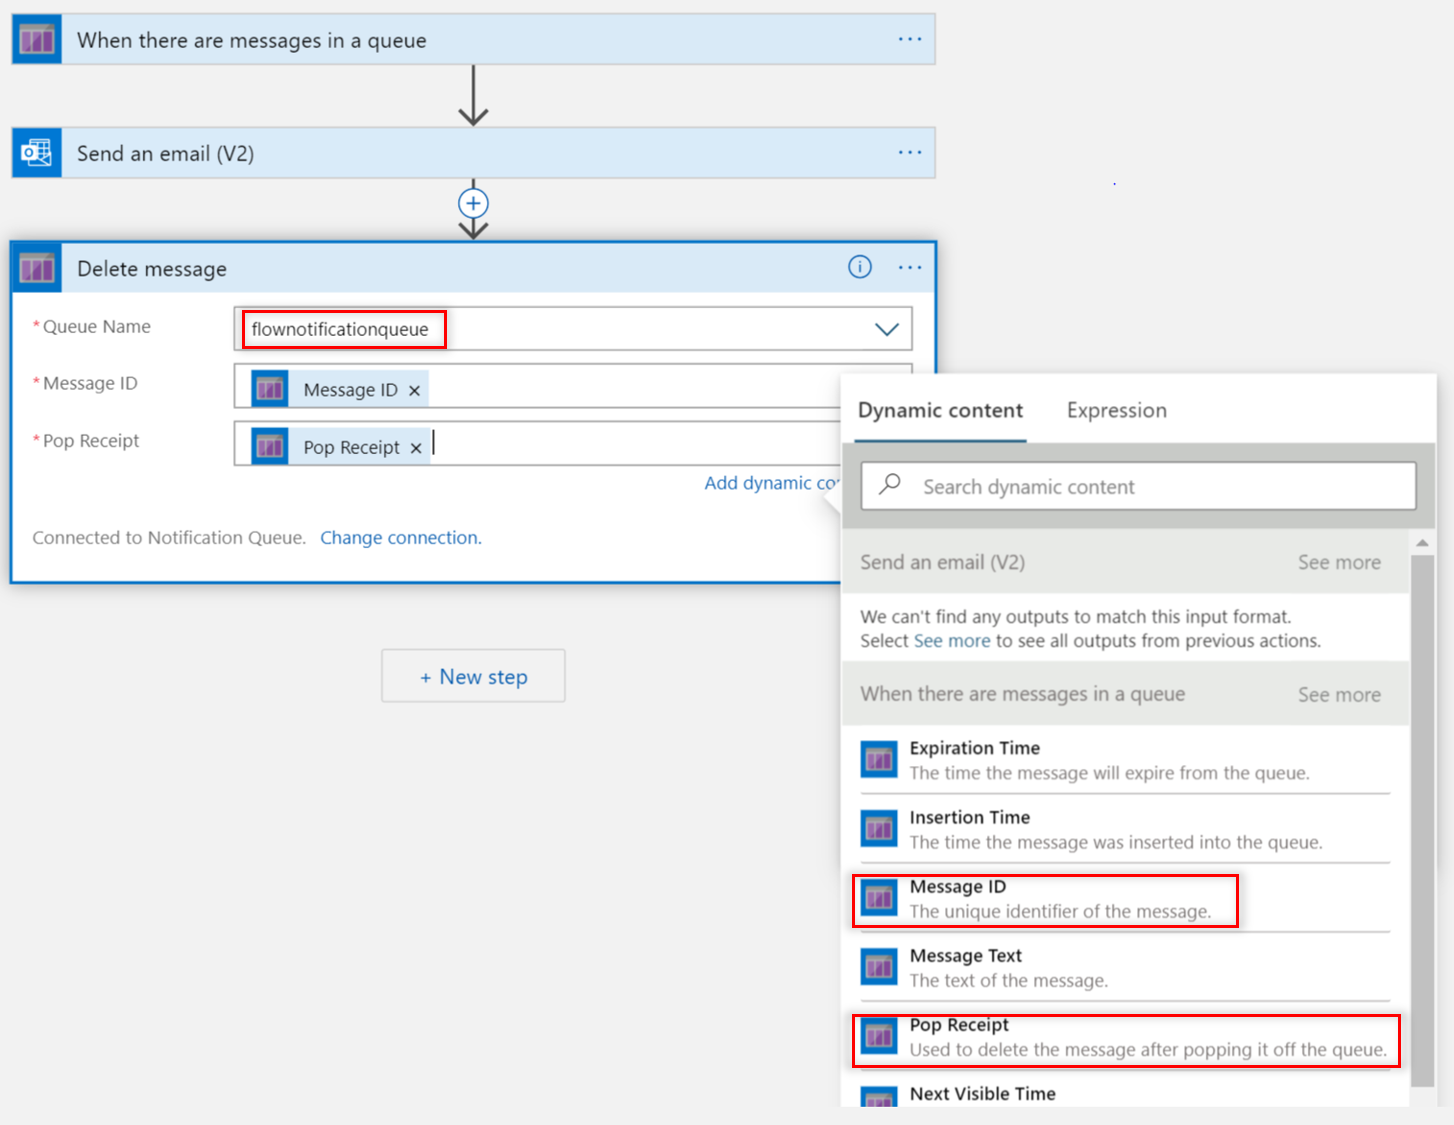 When there are messages in a queue
Send an email (V2)
Delete message
* Queue Name
flownotificationqueue
* Message ID
Message ID ×
* Pop Receipt
Pop Receipt ×
Add dynamic
Connected to Notification Queue. Change connection.
+ New step
Dynamic content
Expression
Search dynamic content
Send an email (V2)
See more
We can't find any outputs to match this input format.
Select See more to see all outputs from previous actions.
When there are messages in a queue
See more
Expiration Time
The time the message will expire from the queue.
Insertion Time
The time the message was inserted into the queue.
Message ID
The unique identifier of the message.
Message Text
The text of the message.
Pop Receipt
Used to delete the message after popping it off the queue.
Next Visible Time